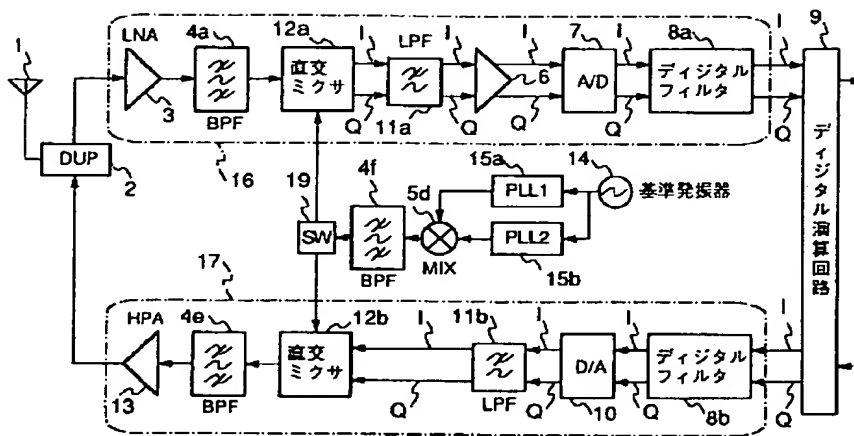 1
LNA
4a
12a
I
LPF
I
I
7
I
8a
I
9
3
BPF
直交
ミクサ
Q
11a
Q
6
Q
A/D
Q
ディジタル
フィルタ
Q
DUP
2
16
19
SW
4f
BPF
5d
MIX
15a
PLL1
PLL2
15b
14
基準発振器
ディジタル演算回路
17
HPA
13
4e
BPF
12b
直交
ミクサ
I
Q
11b
LPF
I
Q
D/A
10
I
Q
ディジタル
フィルタ
8b
I
Q